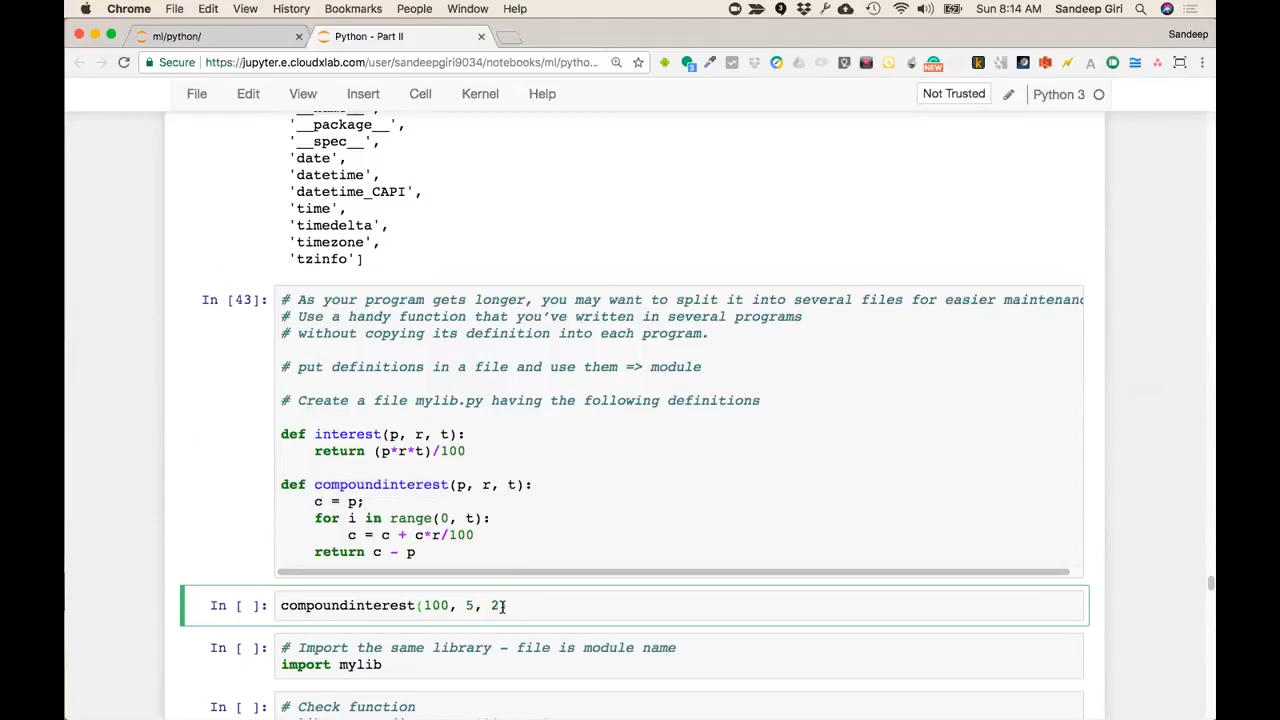 Chrome File Edit View History Bookmarks People Window Help Sun 8:14 AM Sandeep Giri
ml/python/ Python - Part II Sandeep
Secure https://jupyter.e.cloudxlab.com/user/sandeepgiri9034/notebooks/ml/pytho...
File Edit View Insert Cell Kernel Help Not Trusted Python 3
'__package__',
'__spec__',
'date',
'datetime',
'datetime_CAPI',
'time',
'timedelta',
'timezone',
'tzinfo']
In [43]: # As your program gets longer, you may want to split it into several files for easier maintenanc
# Use a handy function that you've written in several programs
# without copying its definition into each program.
# put definitions in a file and use them => module
# Create a file mylib.py having the following definitions
def interest(p, r, t):
return (p*r*t)/100
def compoundinterest(p, r, t):
c = p;
for i in range(0, t):
c = c + c*r/100
return c - p
In [ ]: compoundinterest(100, 5, 2)
In [ ]: # Import the same library - file is module name
import mylib
In [ ]: # Check function